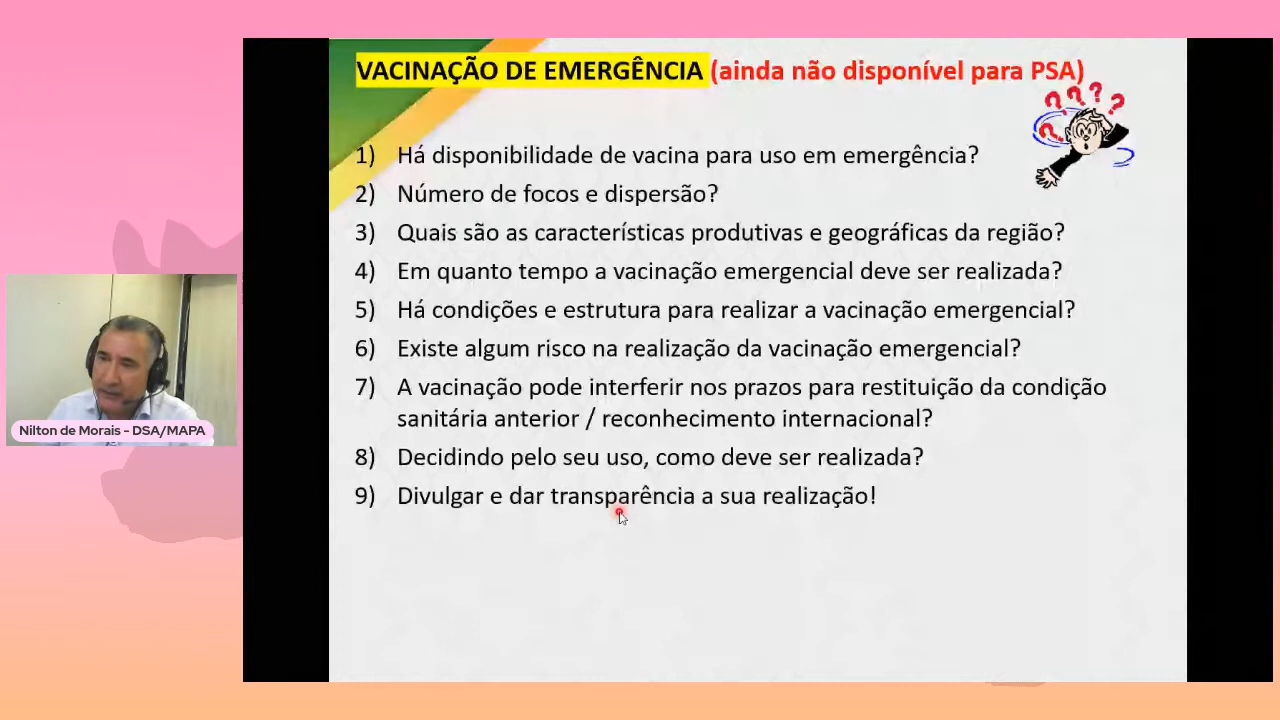 VACINAÇÃO DE EMERGÊNCIA (ainda não disponível para PSA)
? ? ? ? ?
1) Há disponibilidade de vacina para uso em emergência?
2) Número de focos e dispersão?
3) Quais são as características produtivas e geográficas da região?
4) Em quanto tempo a vacinação emergencial deve ser realizada?
5) Há condições e estrutura para realizar a vacinação emergencial?
6) Existe algum risco na realização da vacinação emergencial?
7) A vacinação pode interferir nos prazos para restituição da condição
sanitária anterior / reconhecimento internacional?
8) Decidindo pelo seu uso, como deve ser realizada?
9) Divulgar e dar transparência a sua realização!
Nilton de Morais - DSA/MAPA